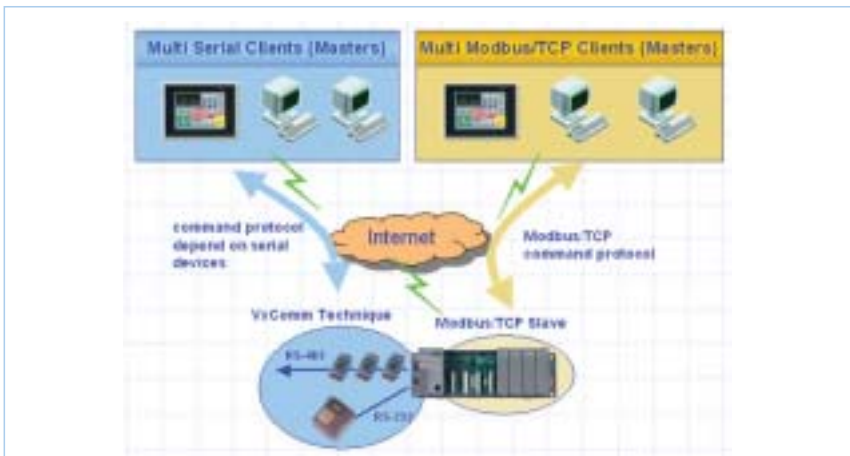 Multi Serial Clients (Masters)
Multi Modbus/TCP Clients (Masters)
command protocol
depend on serial
devices
Internet
Modbus/TCP
command protocol
VxComm Technique
Modbus/TCP Slave
RS-485
RS-232